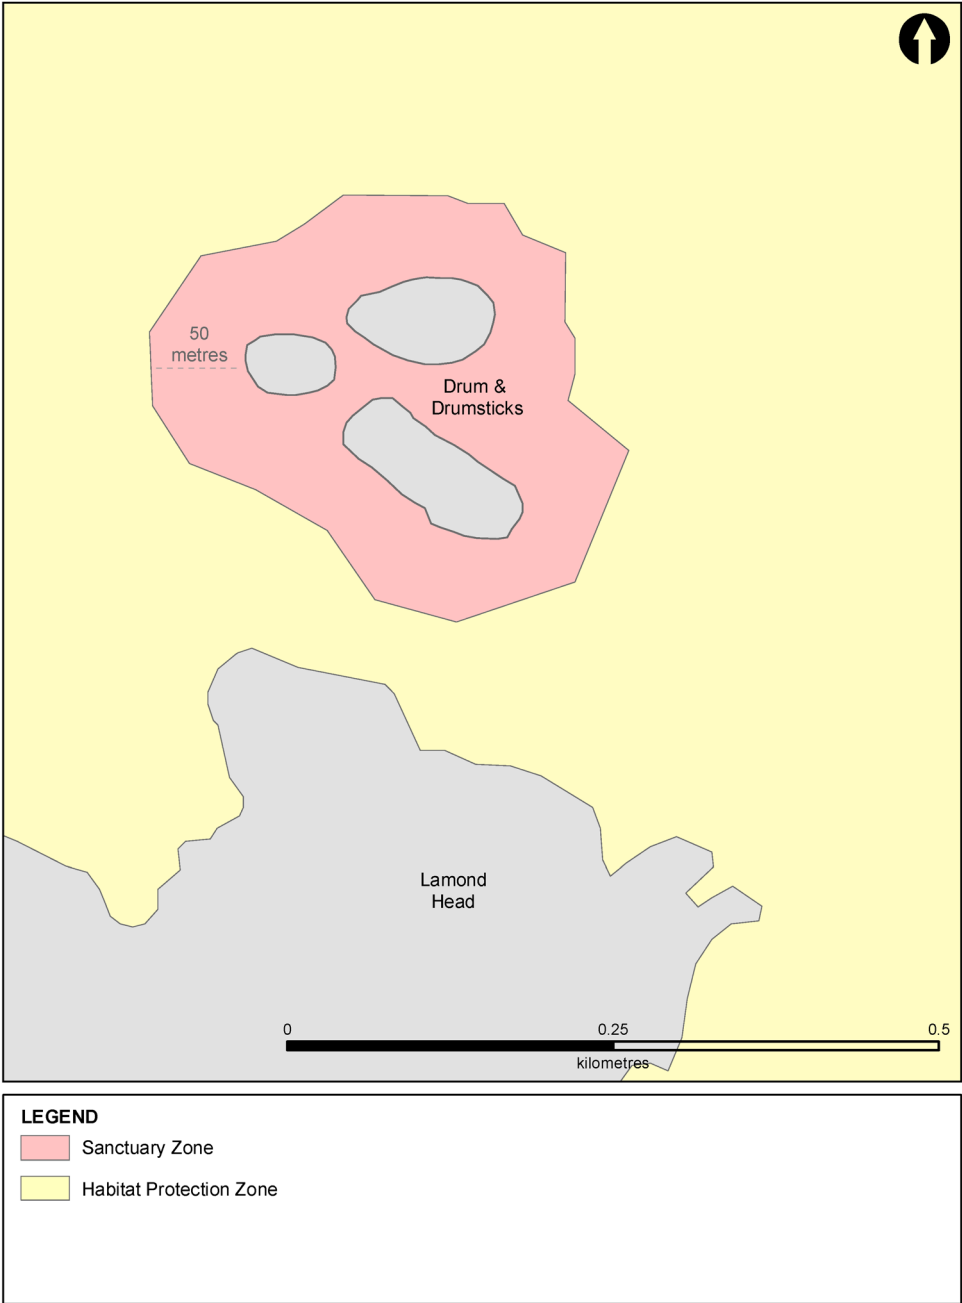 50
metres
Drum &
Drumsticks
Lamond
Head
0 0.25 0.5
kilometres
LEGEND
Sanctuary Zone
Habitat Protection Zone